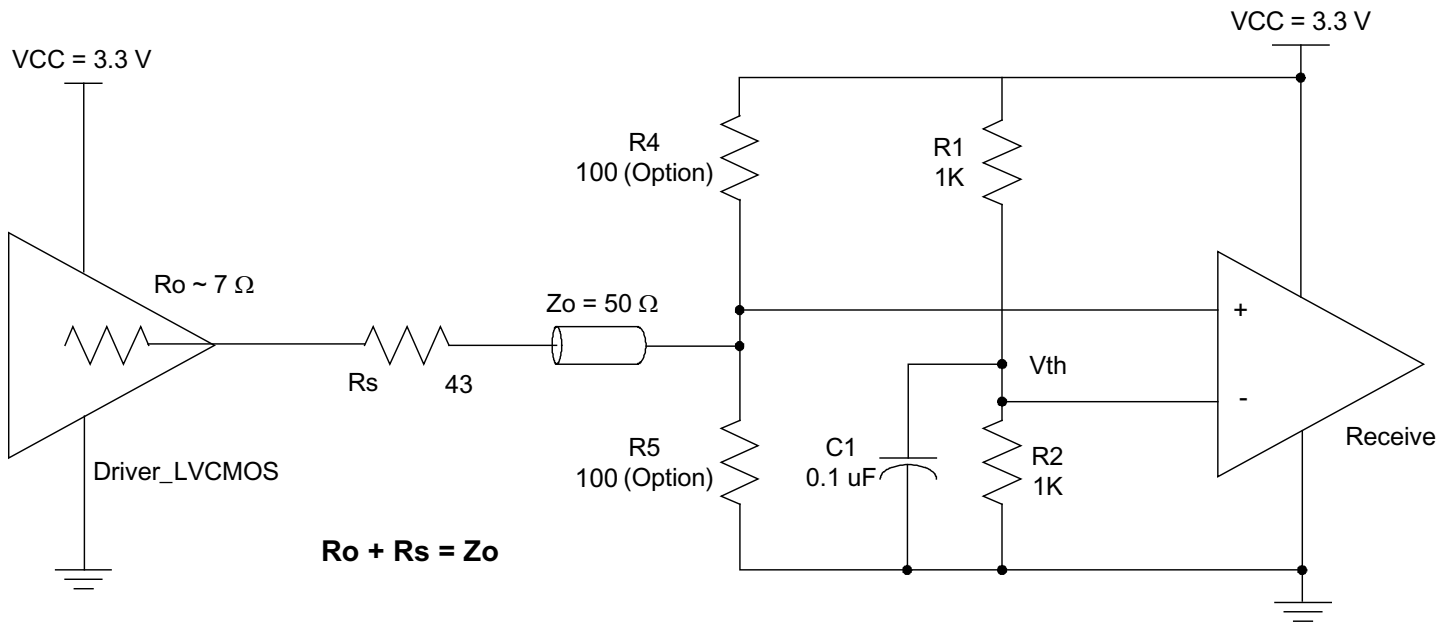 VCC = 3.3 V
VCC = 3.3 V
R4
100 (Option)
R1
1K
Ro ~ 7 Ω
Zo = 50 Ω
+
Rs
43
Vth
-
Driver_LVCMOS
R5
100 (Option)
C1
0.1 uF
R2
1K
Receive
Ro + Rs = Zo